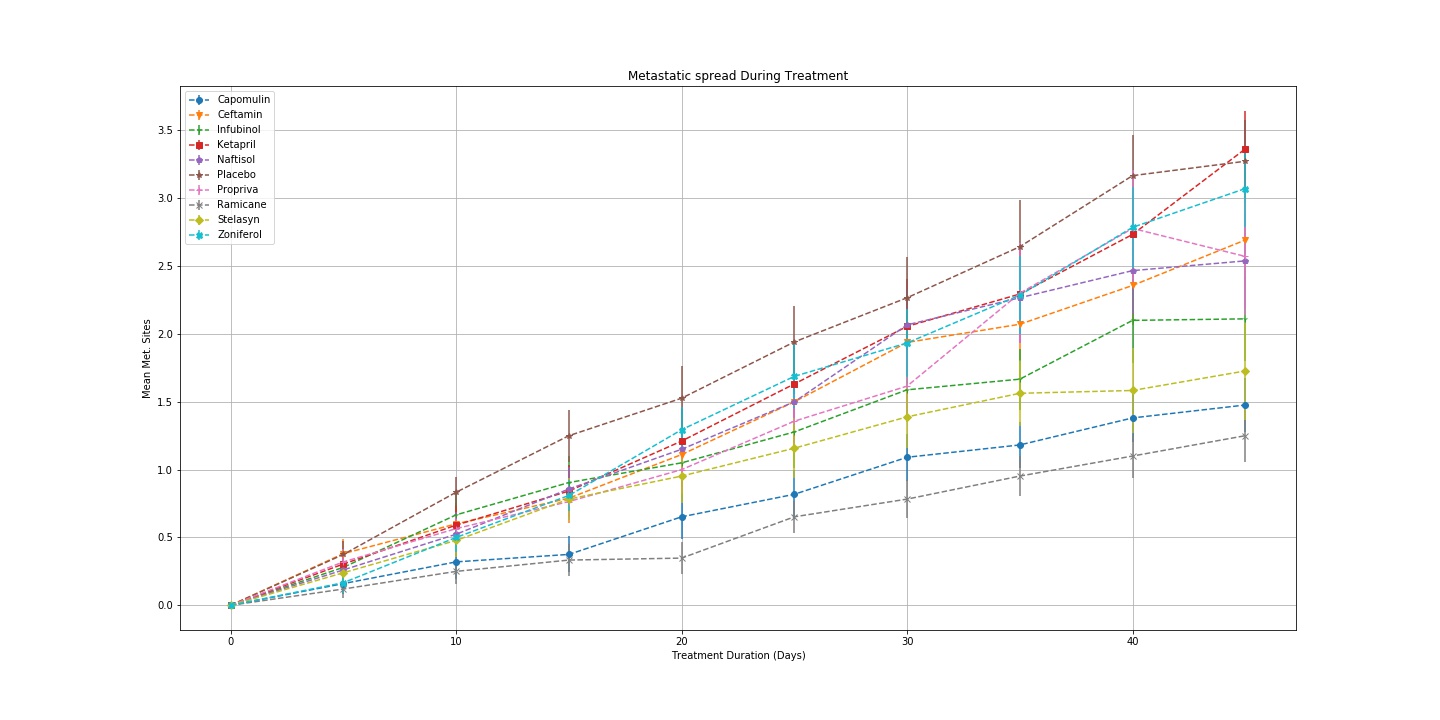 Metastatic spread During Treatment
Capomulin
Ceftamin
Infubinol
Ketapril
Naftisol
Placebo
Propriva
Ramicane
Stelasyn
Zoniferol
Mean Met. Sites
3.5
3.0
2.5
2.0
1.5
1.0
0.5
0.0
0 10 20 30 40
Treatment Duration (Days)